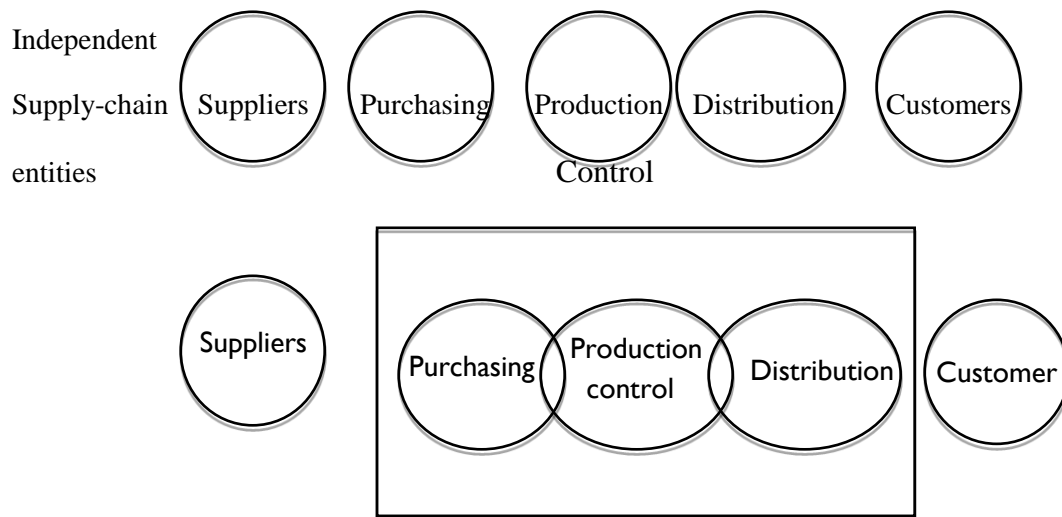 Independent
Supply-chain Suppliers Purchasing Production Distribution Customers
entities Control
Suppliers
Purchasing Production control Distribution Customer